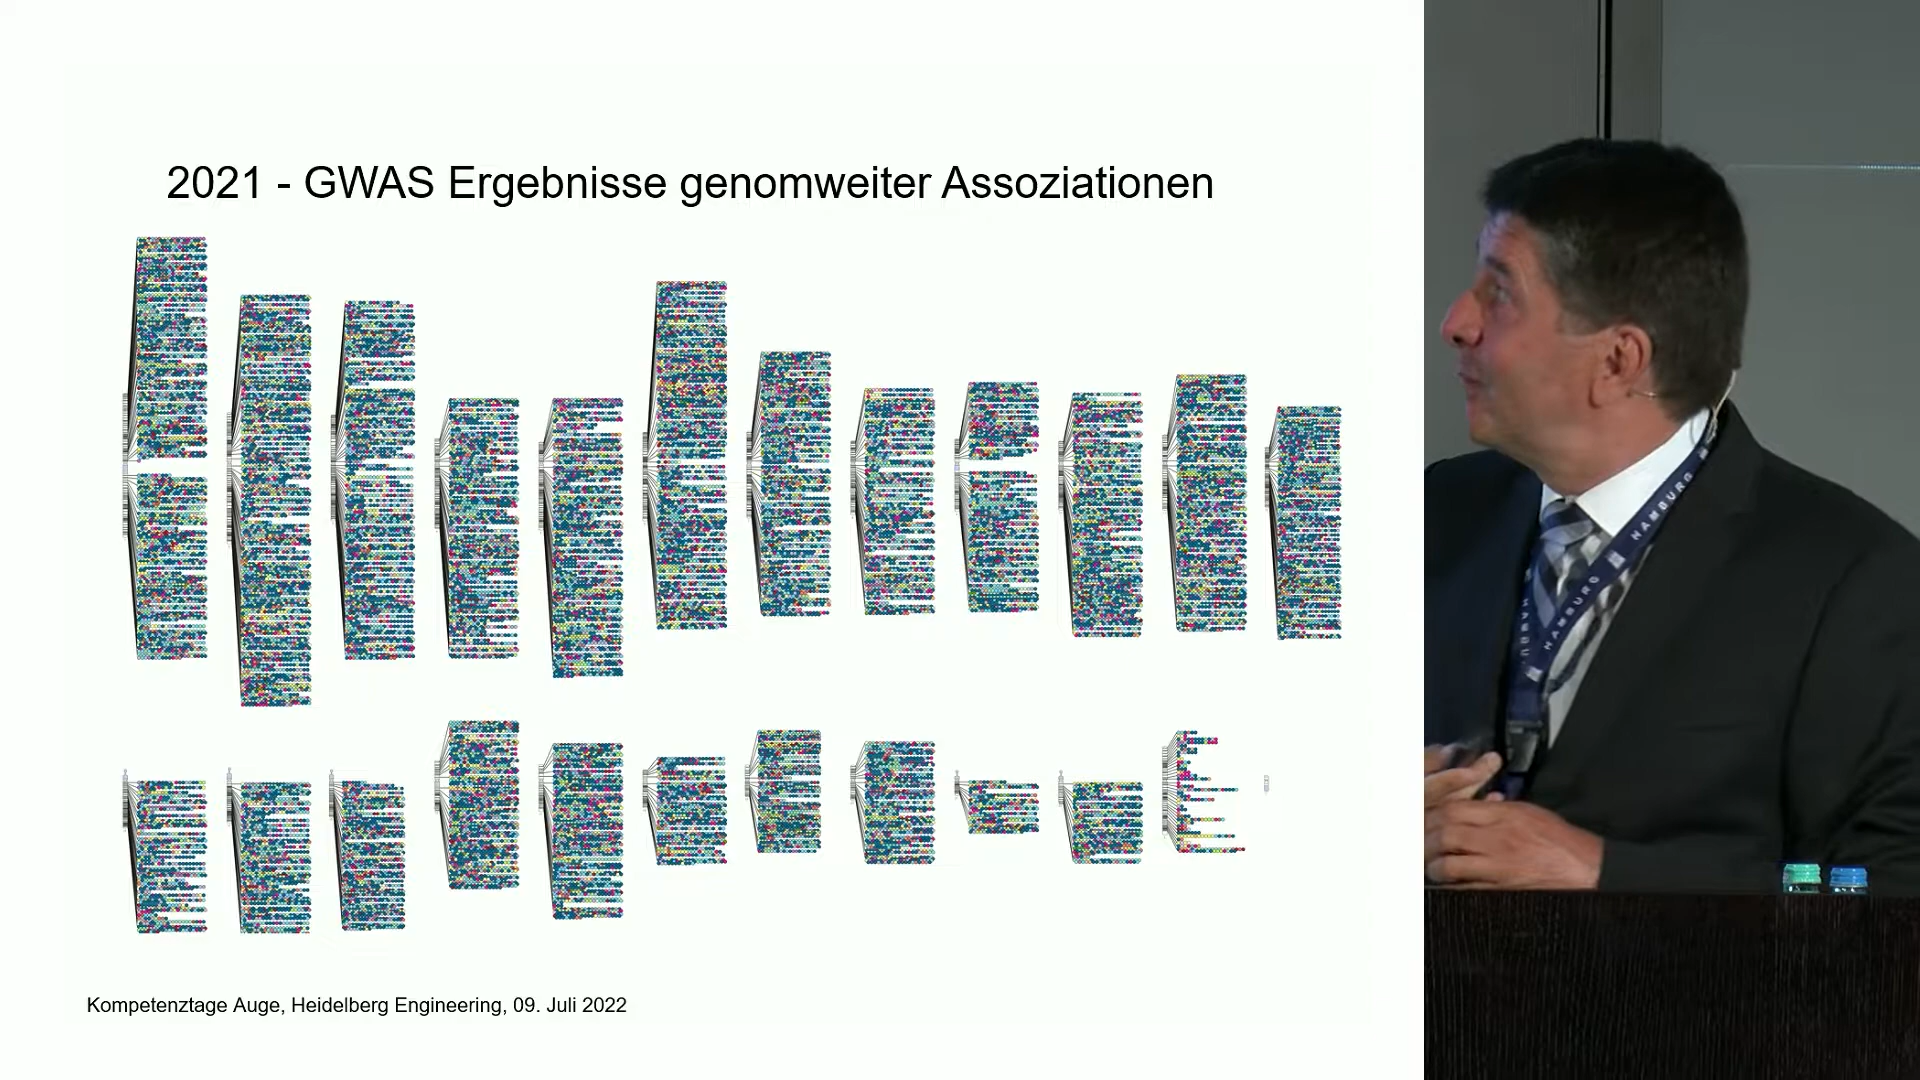 2021 - GWAS Ergebnisse genomweiter Assoziationen
Kompetenztage Auge, Heidelberg Engineering, 09. Juli 2022
HAMBURG
HAMBURG